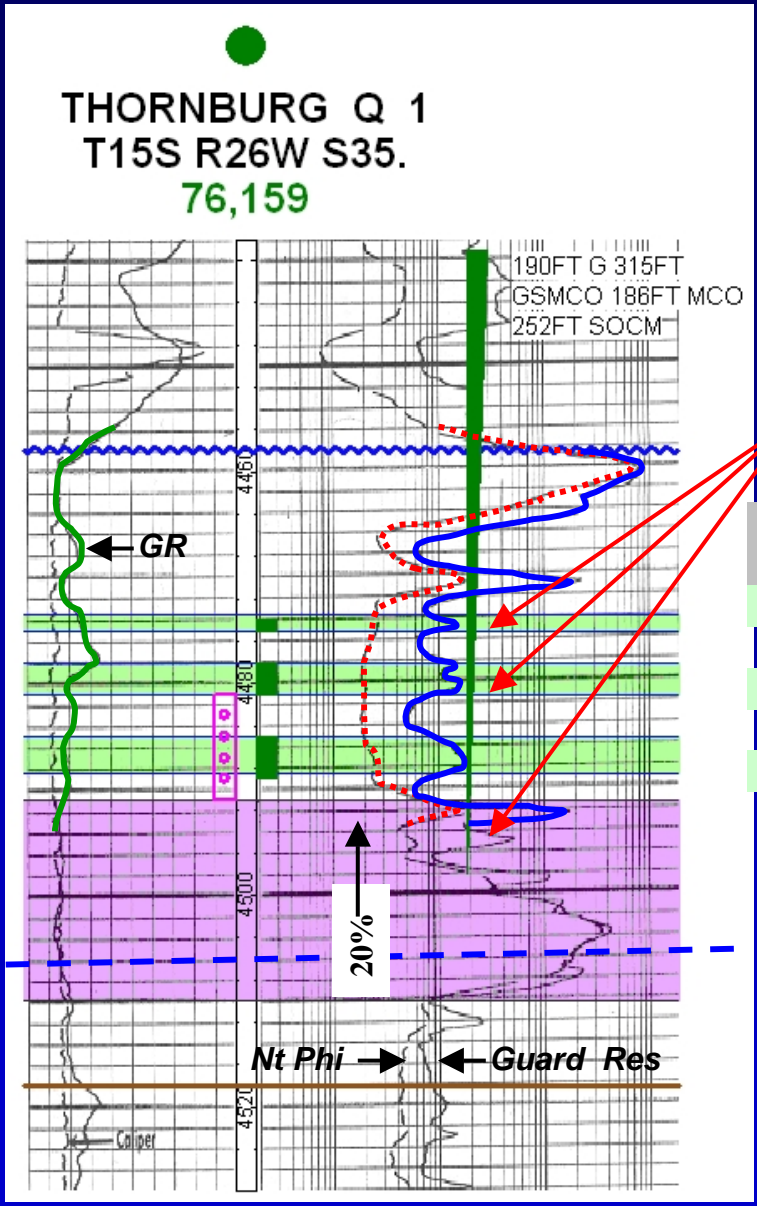 THORNBURG Q 1
T15S R26W S35.
76,159
190FT G 315FT
GSMCO 186FT MCO
252FT SOCM
4460
GR
4480
4500
20%
Nt Phi
Guard Res
4520
Caliper